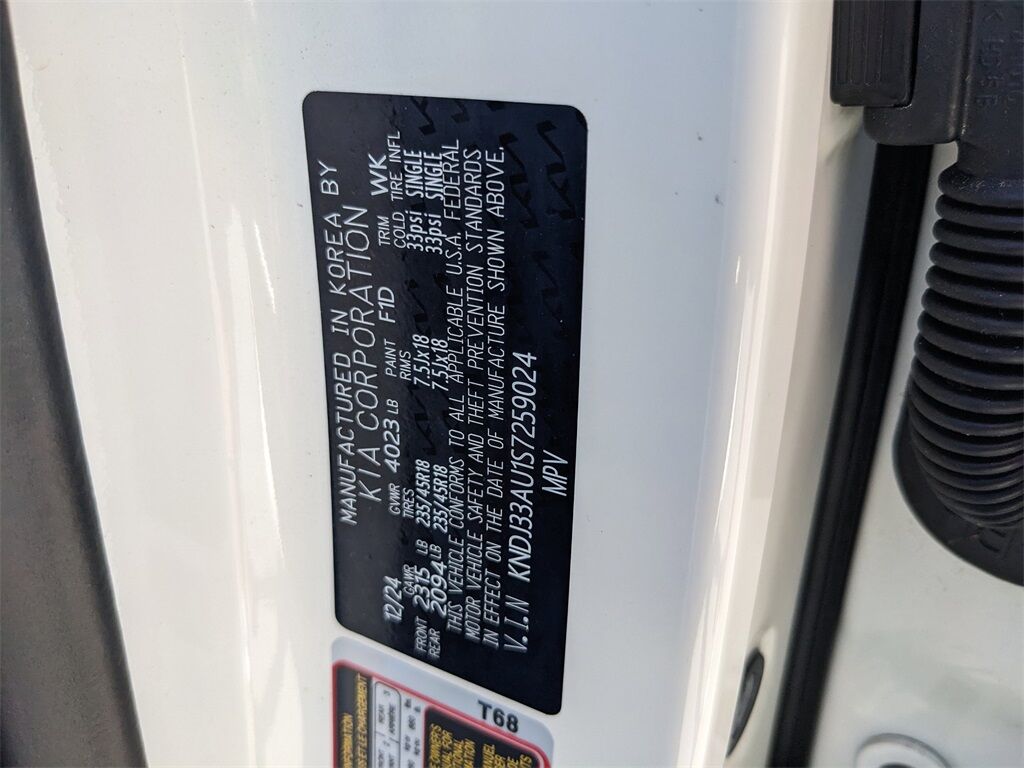 MANUFACTURED IN KOREA BY
KIA CORPORATION
12/24 GVWR 4023 LB PAINT F1D TRIM WK
GAWR TIRES RIMS COLD TIRE INFL
FRONT 2315 LB 235/45R18 7.5Jx18 33psi SINGLE
REAR 2094 LB 235/45R18 7.5Jx18 33psi SINGLE
THIS VEHICLE CONFORMS TO ALL APPLICABLE U.S.A. FEDERAL
MOTOR VEHICLE SAFETY AND THEFT PREVENTION STANDARDS
IN EFFECT ON THE DATE OF MANUFACTURE SHOWN ABOVE.
V.I.N KNDJ33AU1S7259024
MPV
T68